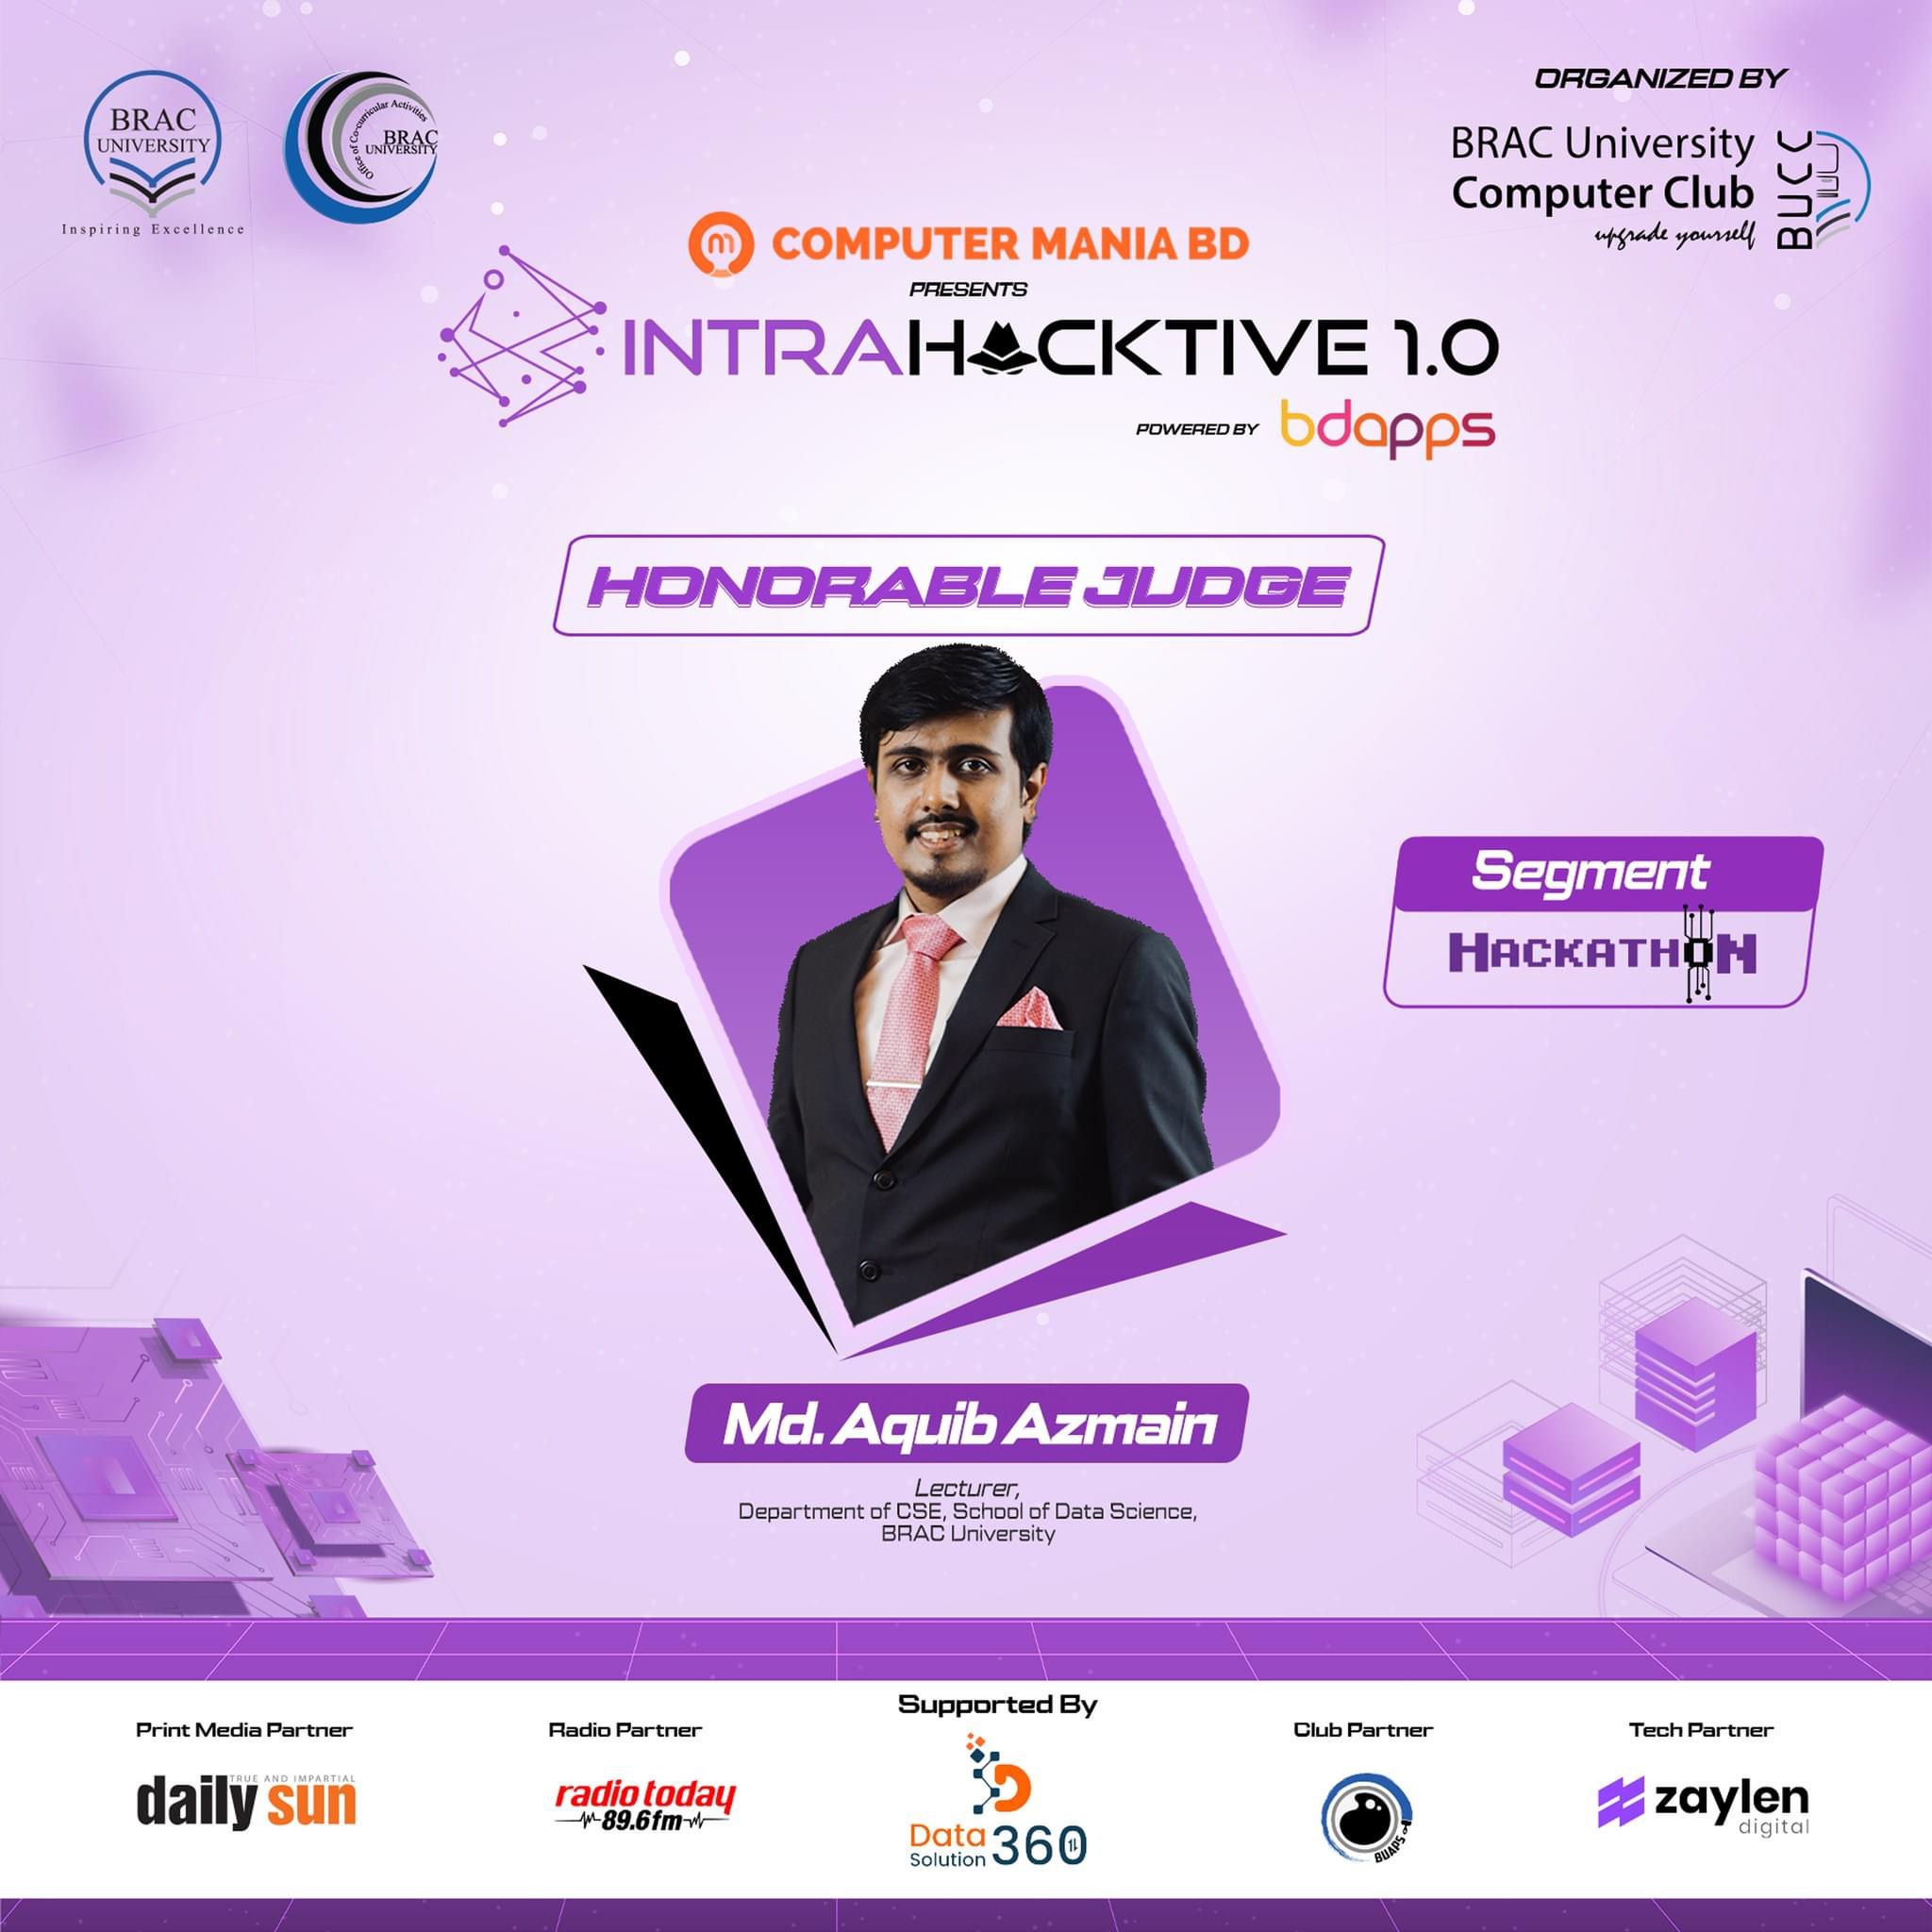 BRAC
UNIVERSITY
Inspiring Excellence
Office of Co-curricular Activities
BRAC
UNIVERSITY
ORGANIZED BY
BRAC University
Computer Club
upgrade yourself
BUCC
COMPUTER MANIA BD
PRESENTS
INTRAHACKTIVE 1.0
POWERED BY bdapps
HONORABLE JUDGE
Segment
HACKATHON
Md. Aquib Azmain
Lecturer,
Department of CSE, School of Data Science,
BRAC University
Supported By
Print Media Partner
Radio Partner
Club Partner
Tech Partner
TRUE AND IMPARTIAL
daily sun
radio today
89.6fm
Data
Solution 360
BUAPS
zaylen
digital